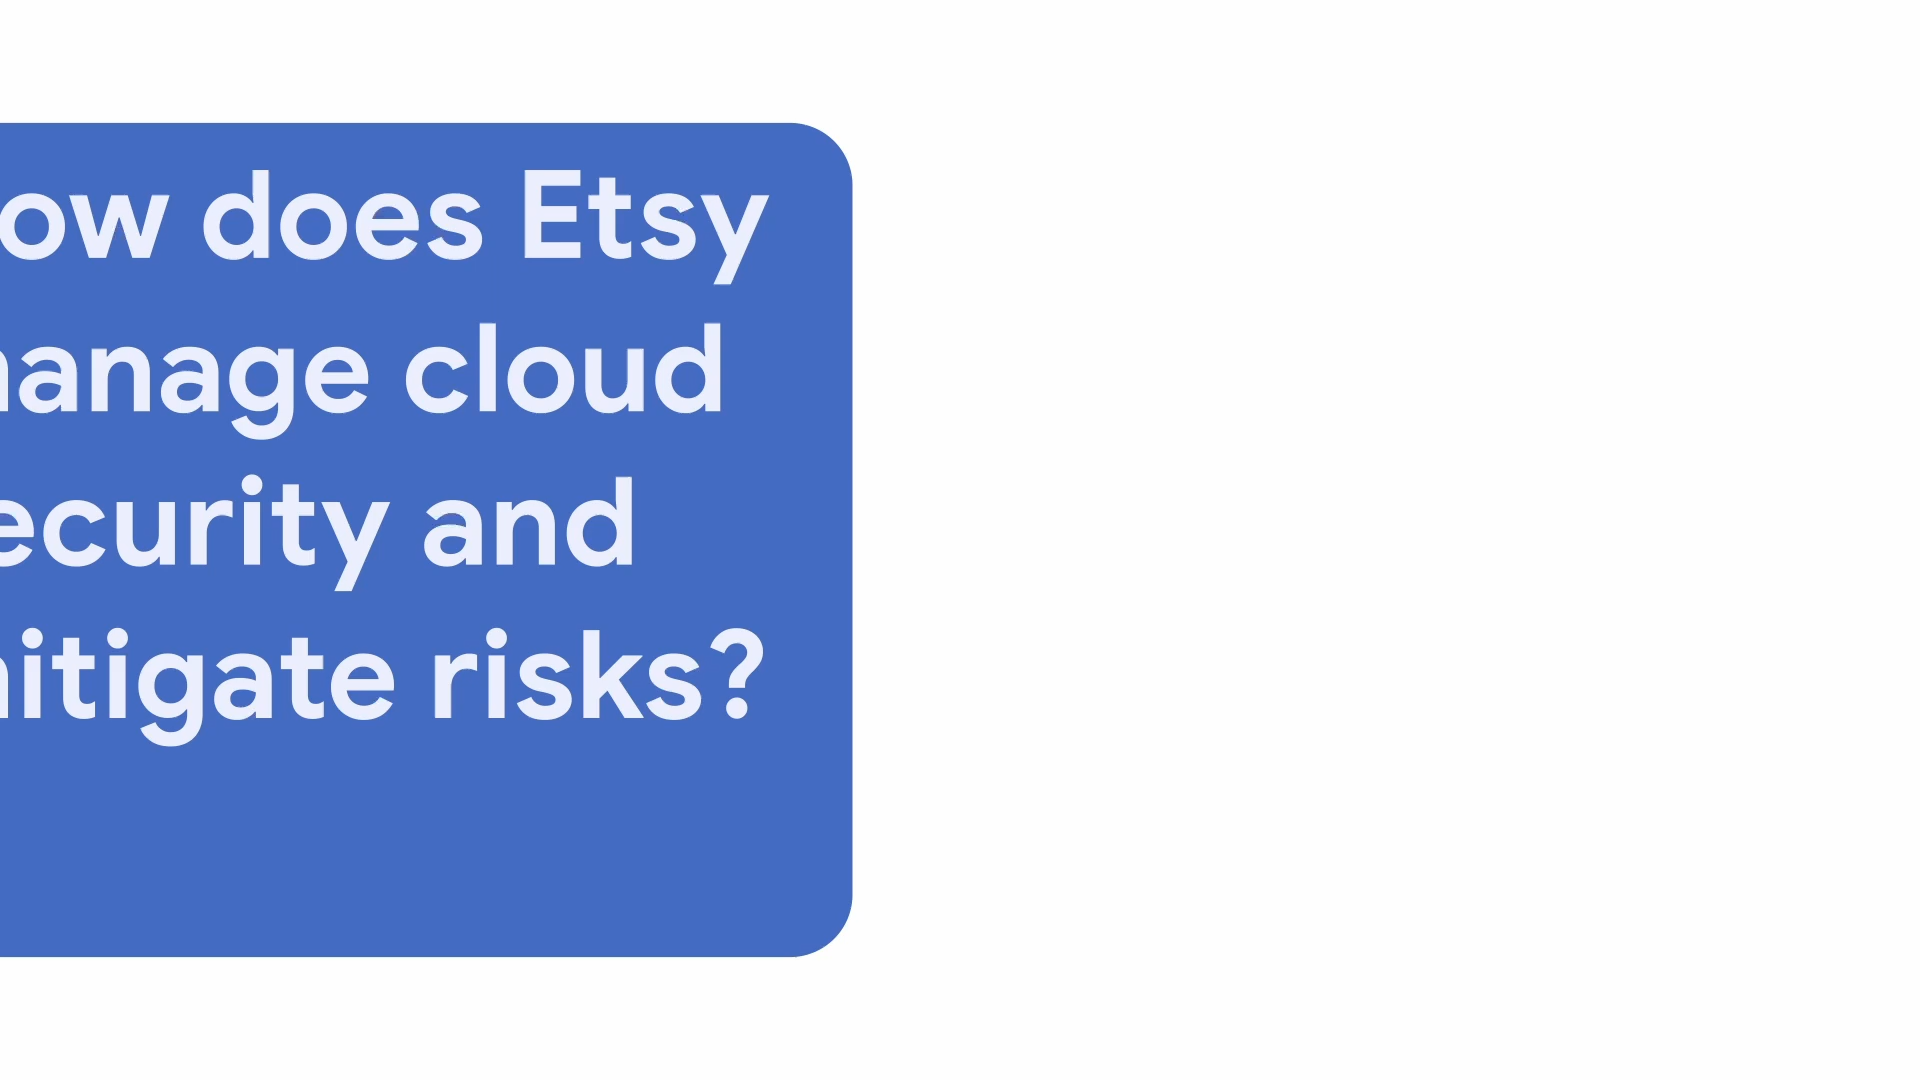 ow does Etsy
anage cloud
ecurity and
itigate risks?